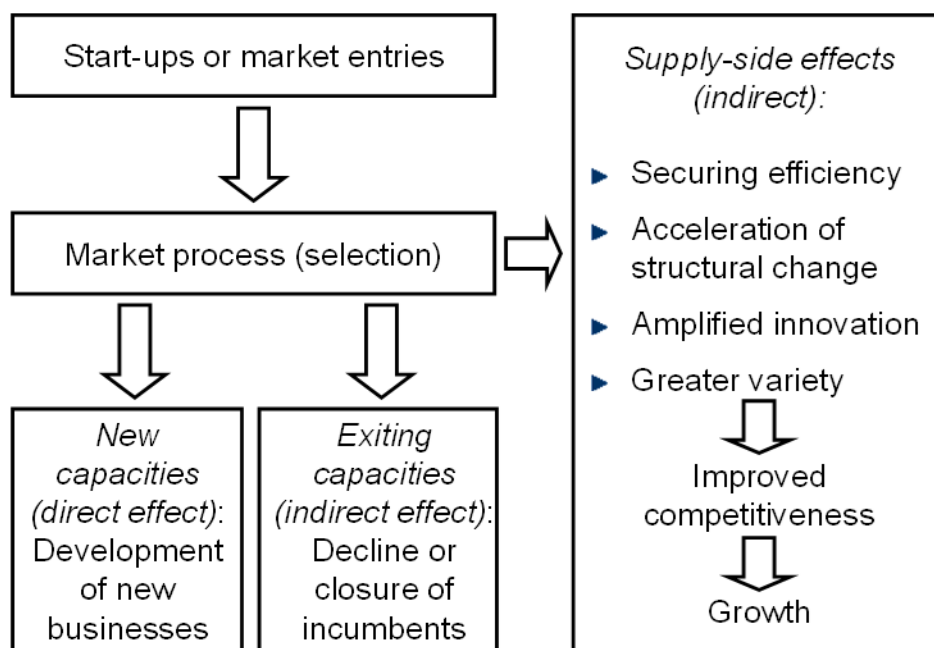 Start-ups or market entries
Market process (selection)
New
capacities
(direct effect):
Development
of new
businesses
Exiting
capacities
(indirect effect):
Decline or
closure of
incumbents
Supply-side effects
(indirect):
Securing efficiency
Acceleration of
structural change
Amplified innovation
Greater variety
Improved
competitiveness
Growth